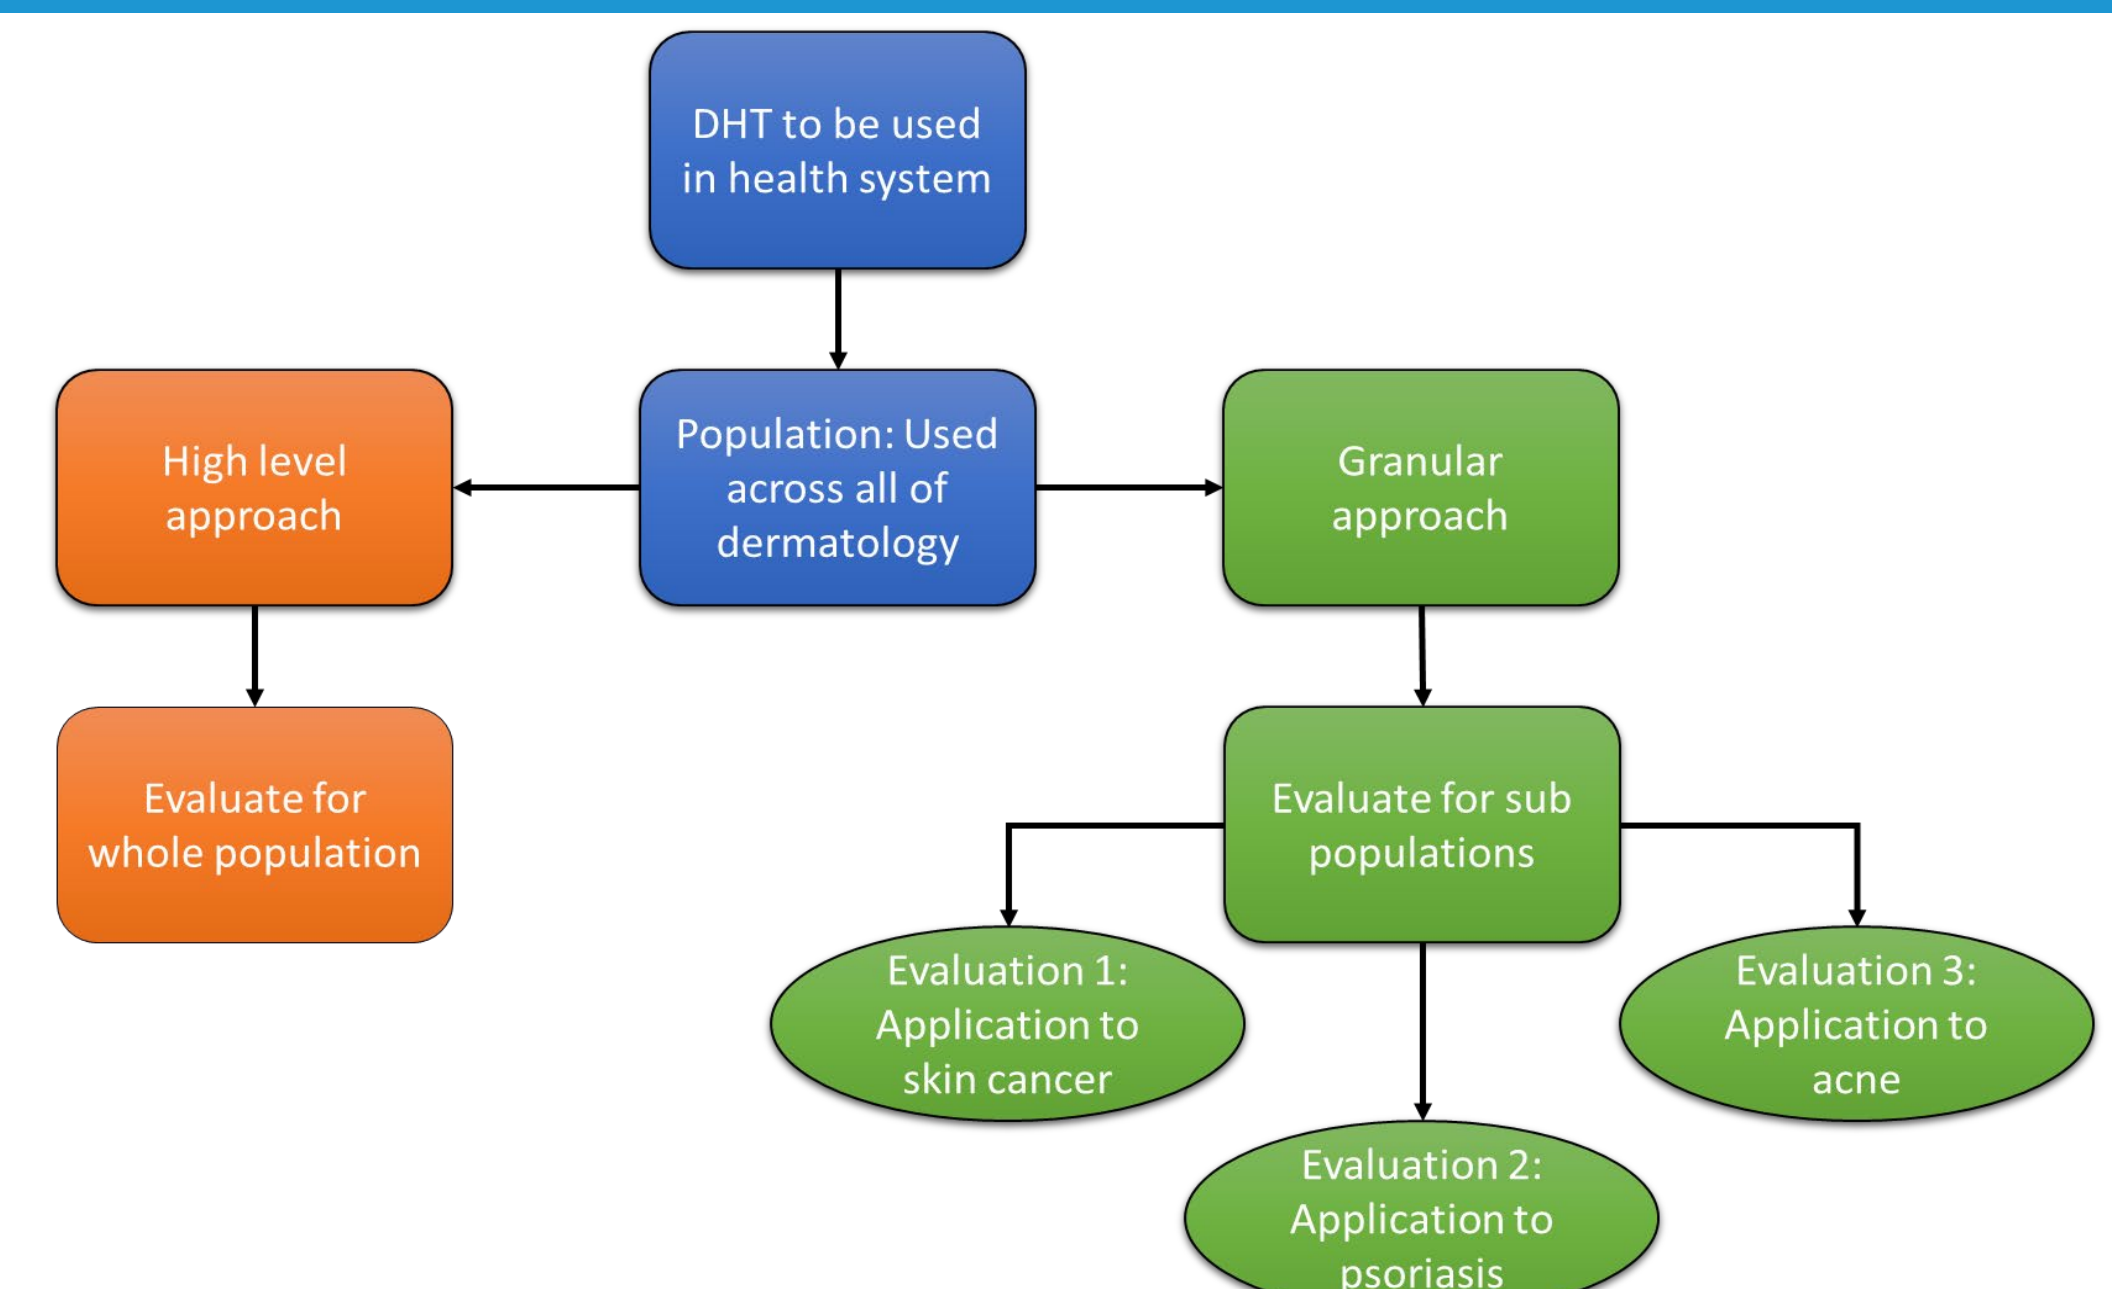 DHT to be used
in health system
High level
approach
Population: Used
across all of
dermatology
Granular
approach
Evaluate for
whole population
Evaluate for sub
populations
Evaluation 1:
Application to
skin cancer
Evaluation 3:
Application to
acne
Evaluation 2:
Application to
psoriasis